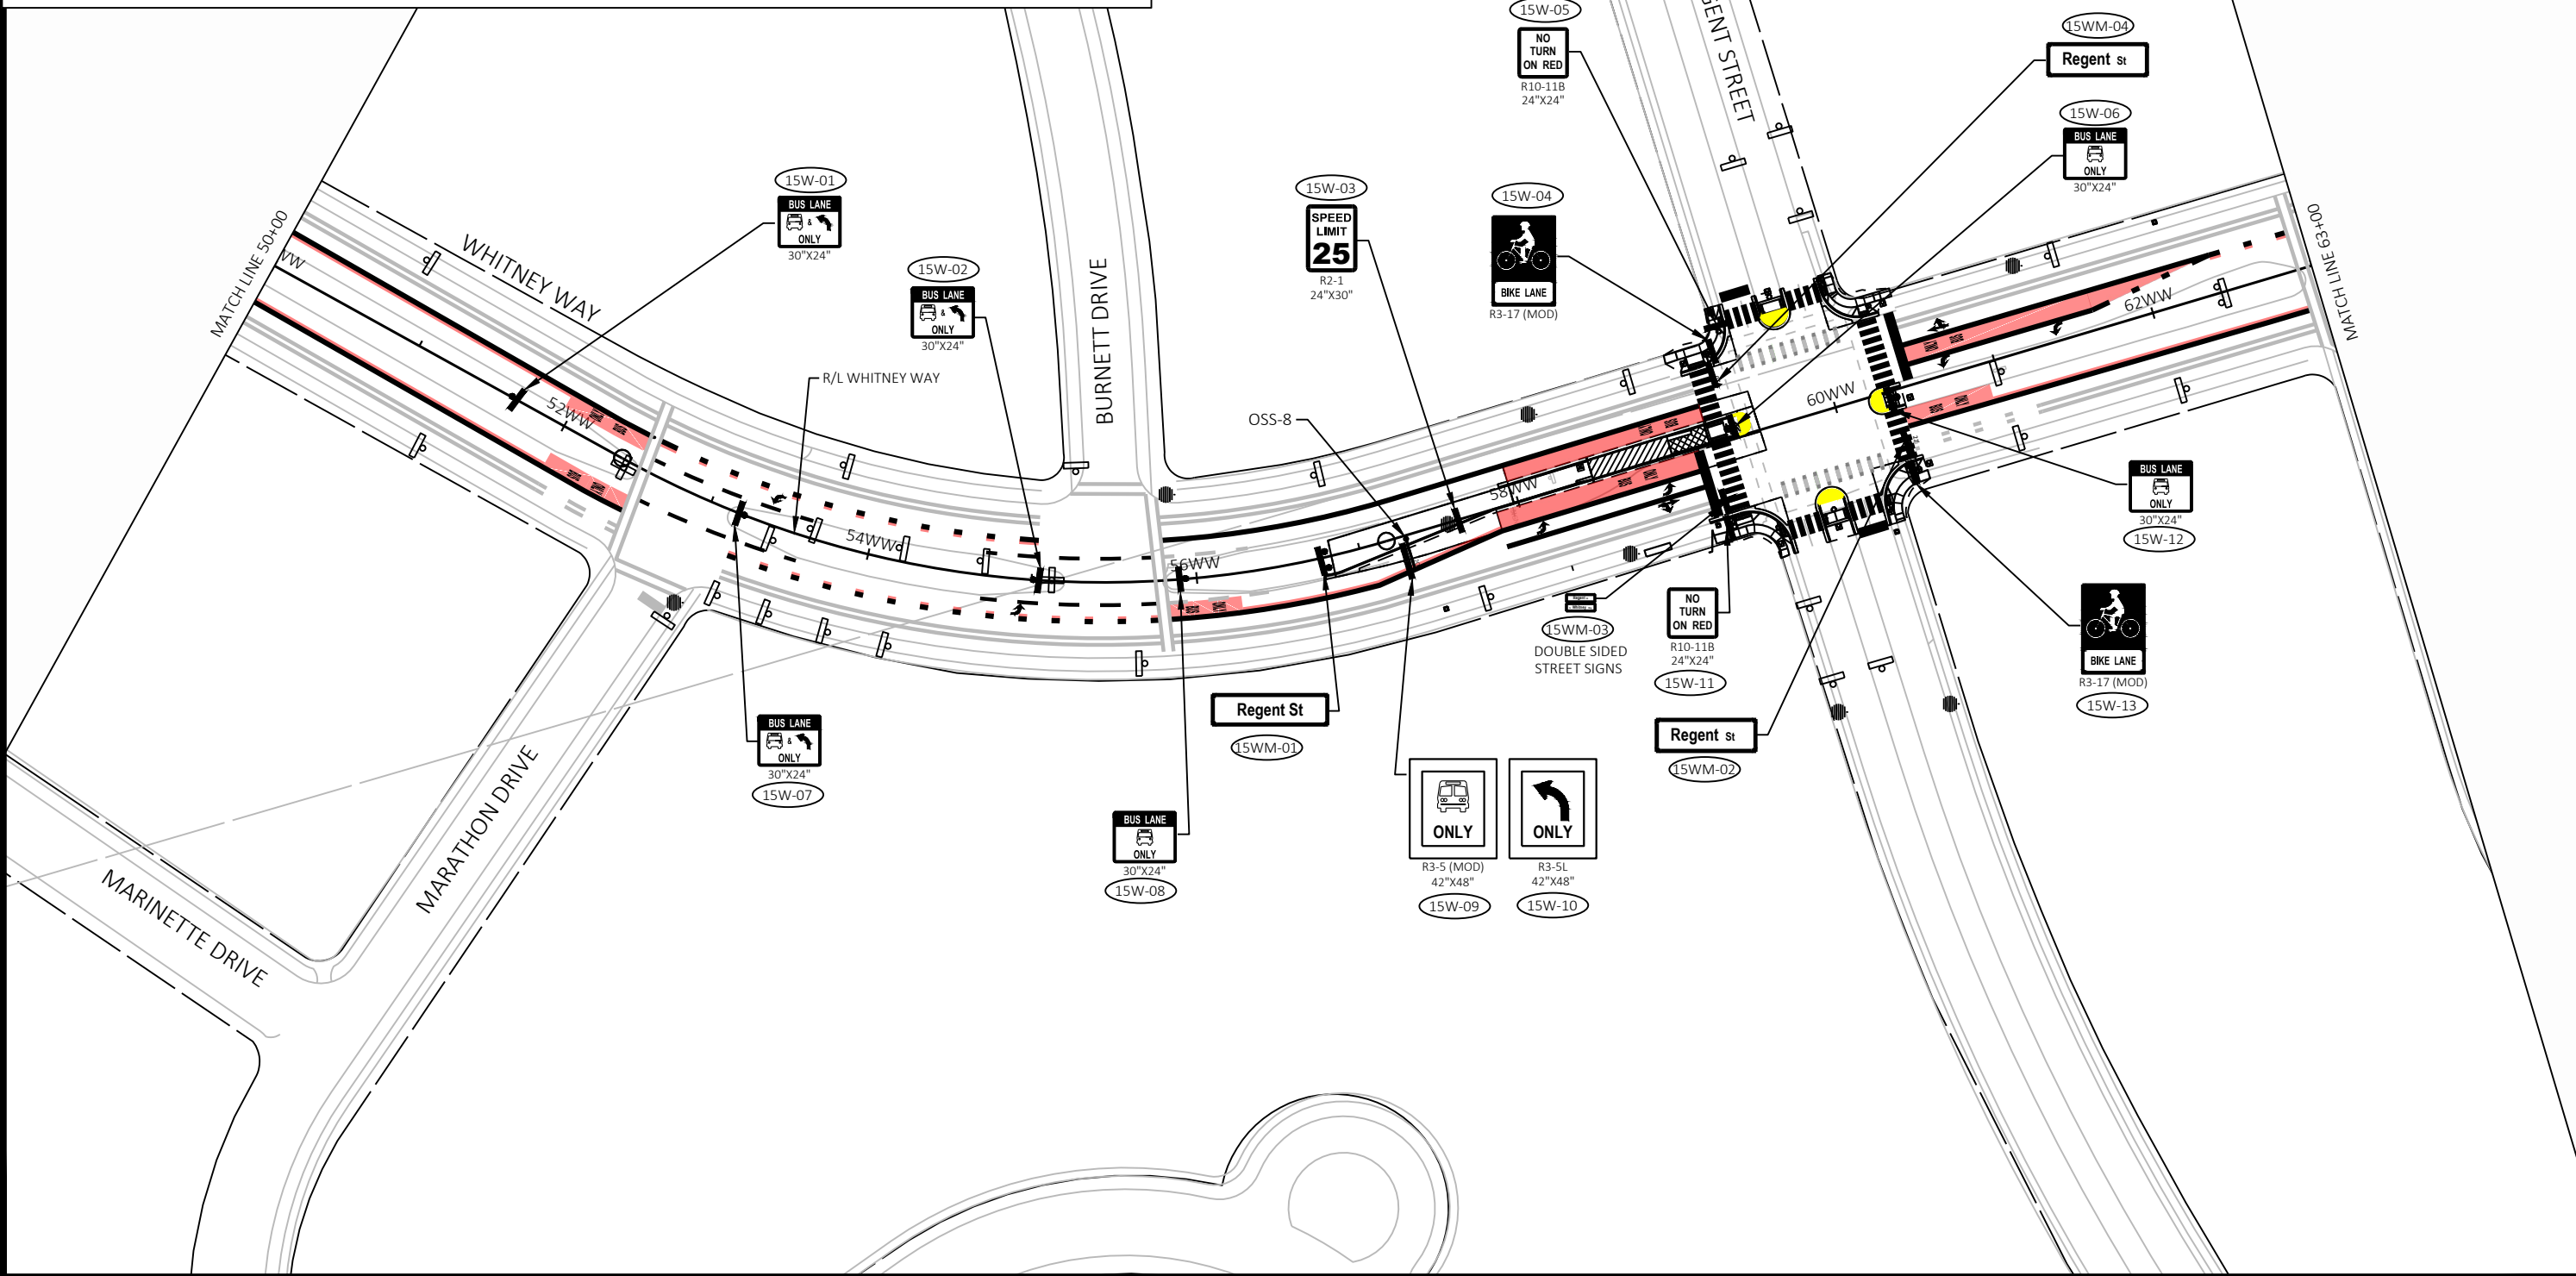 15W-05
NO
TURN
ON RED
R10-11B
24"X24"
GENT STREET
15WM-04
Regent St
15W-06
BUS LANE
ONLY
30"X24"
15W-01
BUS LANE
&
ONLY
30"X24"
15W-02
BUS LANE
&
ONLY
30"X24"
15W-03
SPEED
LIMIT
25
R2-1
24"X30"
15W-04
BIKE LANE
R3-17 (MOD)
MATCH LINE 50+00
WW
WHITNEY WAY
52WW
R/L WHITNEY WAY
54WW
BURNETT DRIVE
56WW
OSS-8
58WW
BUS
ONLY
60WW
62WW
MATCH LINE 63+00
BUS LANE
ONLY
30"X24"
15W-12
BIKE LANE
R3-17 (MOD)
15W-13
15WM-03
DOUBLE SIDED
STREET SIGNS
NO
TURN
ON RED
R10-11B
24"X24"
15W-11
Regent St
15WM-02
Regent St
15WM-01
BUS LANE
&
ONLY
30"X24"
15W-07
BUS LANE
ONLY
30"X24"
15W-08
ONLY
R3-5 (MOD)
42"X48"
15W-09
ONLY
R3-5L
42"X48"
15W-10
MARATHON DRIVE
MARINETTE DRIVE